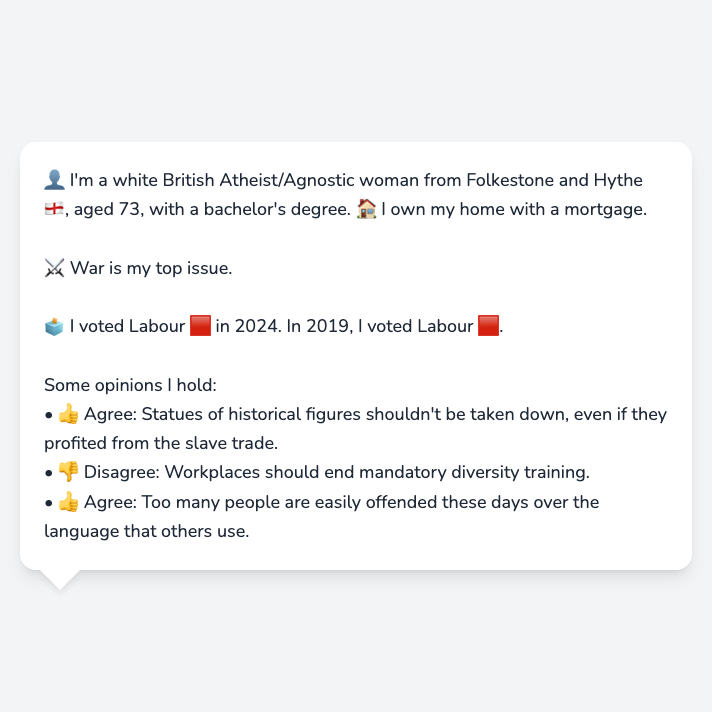 👤 I'm a white British Atheist/Agnostic woman from Folkestone and Hythe
🏴󠁧󠁢󠁥󠁮󠁧󠁿, aged 73, with a bachelor's degree. 🏠 I own my home with a mortgage.
⚔️ War is my top issue.
🗳️ I voted Labour 🟥 in 2024. In 2019, I voted Labour 🟥.
Some opinions I hold:
• 👍 Agree: Statues of historical figures shouldn't be taken down, even if they
profited from the slave trade.
• 👎 Disagree: Workplaces should end mandatory diversity training.
• 👍 Agree: Too many people are easily offended these days over the
language that others use.